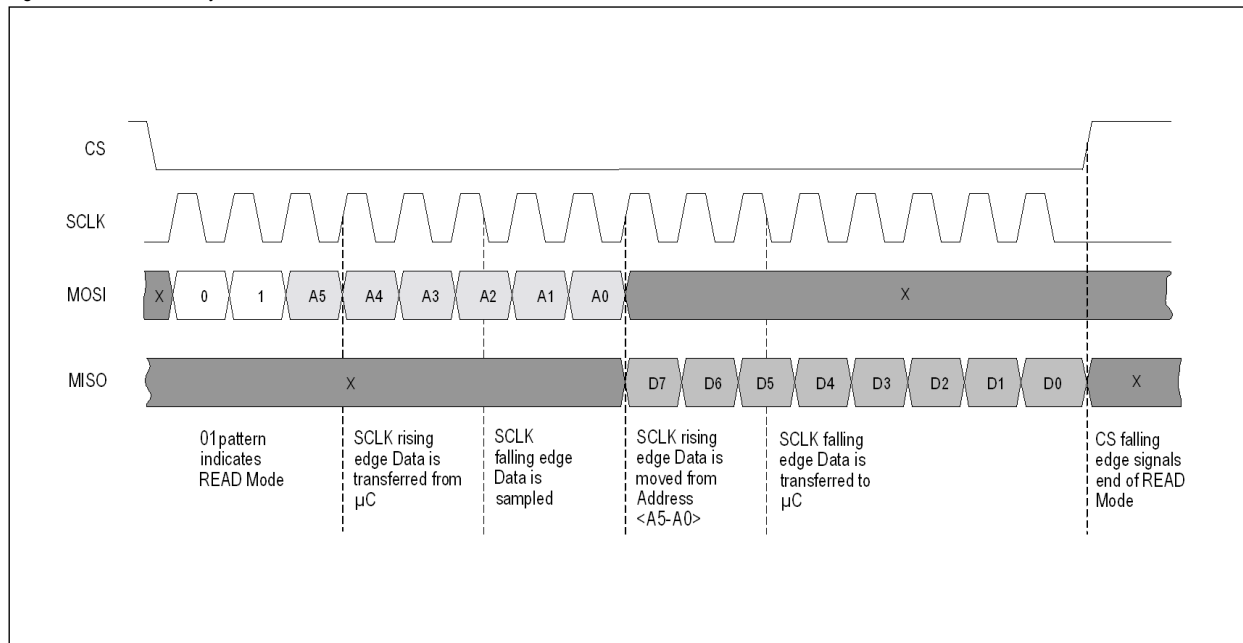 CS
SCLK
MOSI
X 0 1 A5 A4 A3 A2 A1 A0 X
MISO
X D7 D6 D5 D4 D3 D2 D1 D0 X
01 pattern
indicates
READ Mode
SCLK rising
edge Data is
transferred from
µC
SCLK
falling edge
Data is
sampled
SCLK rising
edge Data is
moved from
Address
<A5-A0>
SCLK falling
edge Data is
transferred to
µC
CS falling
edge signals
end of READ
Mode